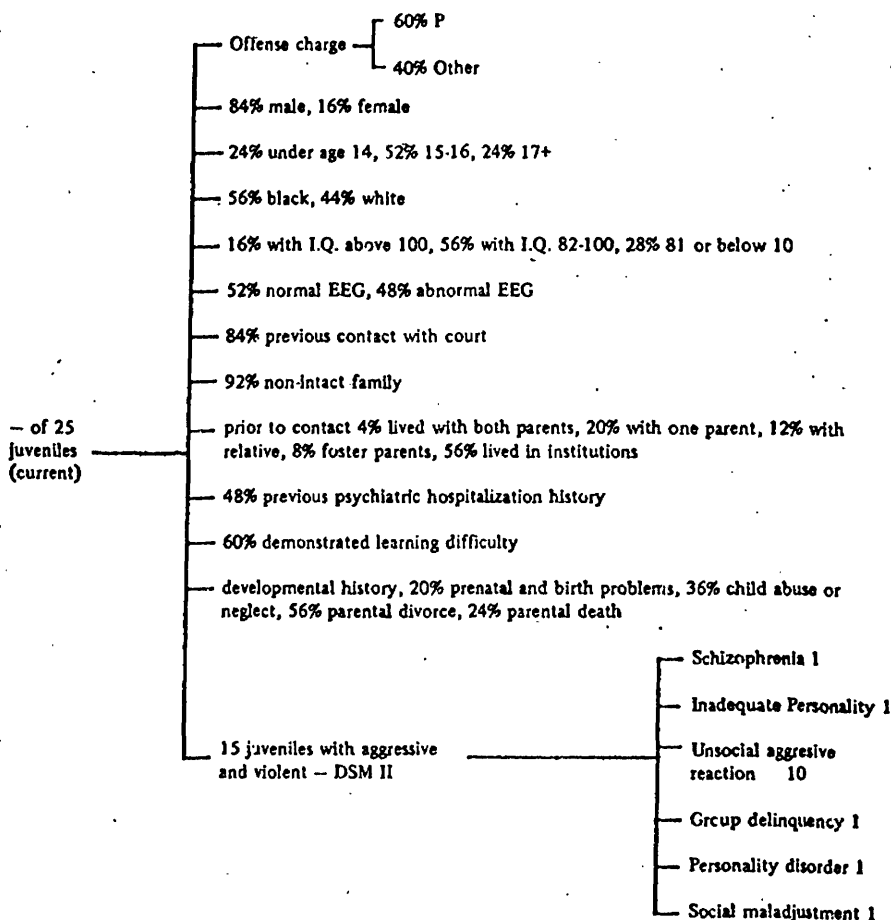 60% P
Offense charge
40% Other
84% male, 16% female
24% under age 14, 52% 15-16, 24% 17+
56% black, 44% white
16% with I.Q. above 100, 56% with I.Q. 82-100, 28% 81 or below 10
52% normal EEG, 48% abnormal EEG
84% previous contact with court
92% non-intact family
– of 25
juveniles
(current)
prior to contact 4% lived with both parents, 20% with one parent, 12% with
relative, 8% foster parents, 56% lived in institutions
48% previous psychiatric hospitalization history
60% demonstrated learning difficulty
developmental history, 20% prenatal and birth problems, 36% child abuse or
neglect, 56% parental divorce, 24% parental death
15 juveniles with aggressive
and violent – DSM II
Schizophrenia 1
Inadequate Personality 1
Unsocial aggresive
reaction 10
Group delinquency 1
Personality disorder 1
Social maladjustment 1